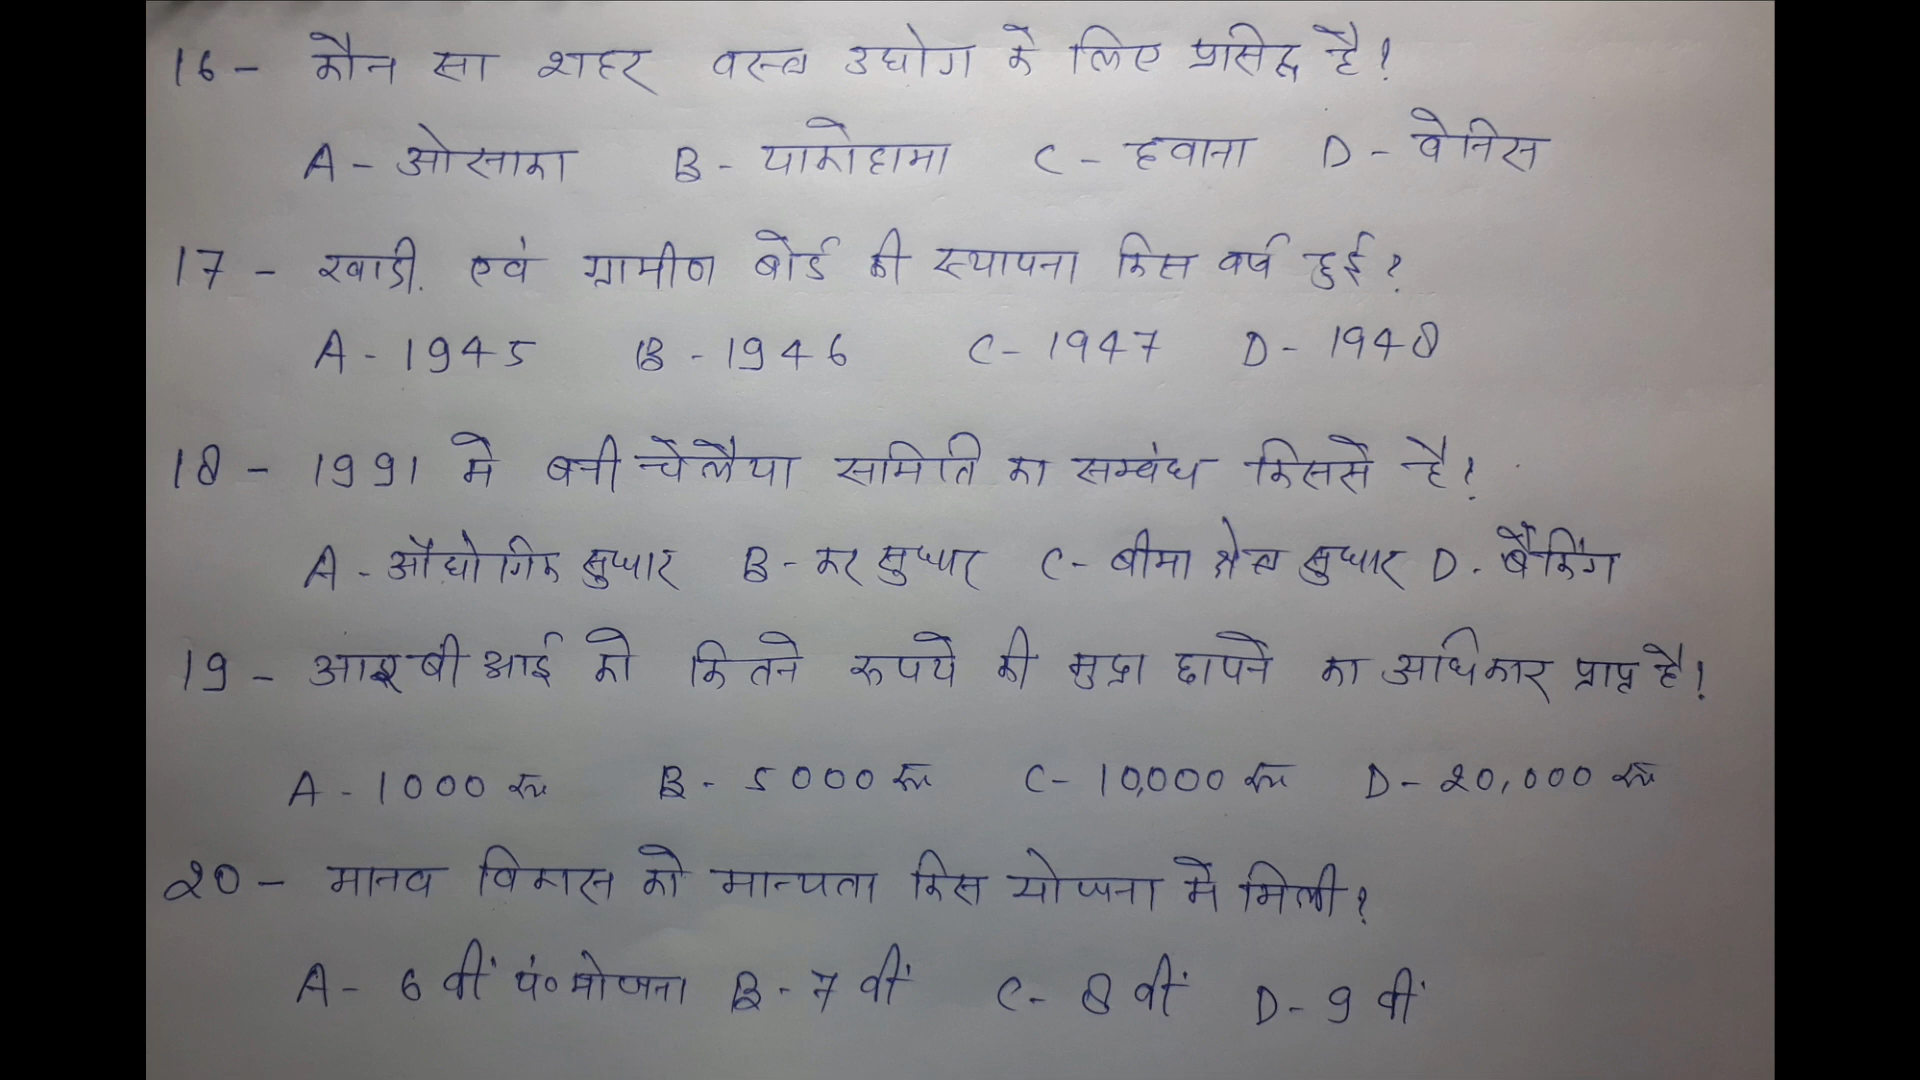 16 - कौन सा शहर वस्त्र उद्योग के लिए प्रसिद्ध है?
A - ओसाका B - याकोहामा C - हवाना D - वेनिस
17 - खाडी. एवं ग्रामीण बोर्ड की स्थापना किस वर्ष हुई?
A - 1945 B - 1946 C - 1947 D - 1948
18 - 1991 मे बनी चेलैया समिति का सम्बंध किससे है?
A - औद्योगिक सुधार B - कर सुधार C - बीमा क्षेत्र सुधार D. बैंकिंग
19 - आर बी आई को कितने रूपये की मुद्रा छापने का अधिकार प्राप्त है!
A - 1000 रू B - 5000 रू C - 10,000 रू D - 20,000 रू
20 - मानव विकास को मान्यता किस योजना में मिली?
A - 6 वीं पं० योजना B - 7 वीं C - 8 वीं D - 9 वीं